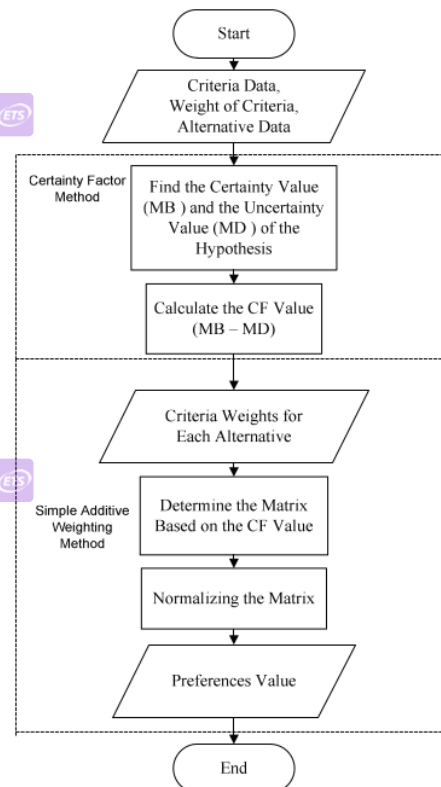 Start
Criteria Data,
Weight of Criteria,
Alternative Data
ETS
Certainty Factor
Method
Find the Certainty Value
(MB ) and the Uncertainty
Value (MD ) of the
Hypothesis
Calculate the CF Value
(MB – MD)
Criteria Weights for
Each Alternative
ETS
Simple Additive
Weighting
Method
Determine the Matrix
Based on the CF Value
Normalizing the Matrix
Preferences Value
End